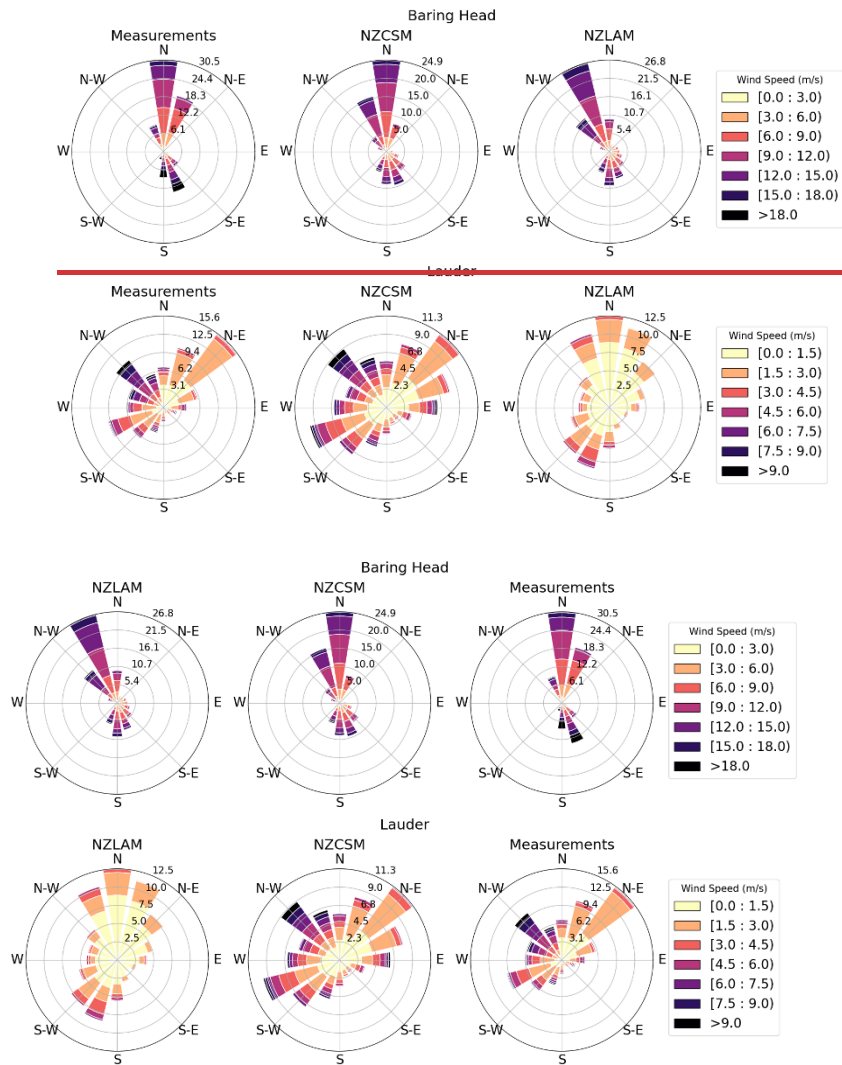 Baring Head
Measurements NZCSM NZLAM
N N N
30.5 24.9 26.8
N-W N-E N-W N-E N-W N-E
24.4 20.0 21.5
18.3 15.0 16.1
12.2 10.0 10.7
6.1 5.0 5.4
W E W E W E
S-W S-E S-W S-E S-W S-E
S S S
Wind Speed (m/s)
[0.0 : 3.0)
[3.0 : 6.0)
[6.0 : 9.0)
[9.0 : 12.0)
[12.0 : 15.0)
[15.0 : 18.0)
>18.0
Lauder
Measurements NZCSM NZLAM
N N N
15.6 11.3 12.5
N-W N-E N-W N-E N-W N-E
12.5 9.0 10.0
9.4 6.8 7.5
6.2 4.5 5.0
3.1 2.3 2.5
W E W E W E
S-W S-E S-W S-E S-W S-E
S S S
Wind Speed (m/s)
[0.0 : 1.5)
[1.5 : 3.0)
[3.0 : 4.5)
[4.5 : 6.0)
[6.0 : 7.5)
[7.5 : 9.0)
>9.0
Baring Head
NZLAM NZCSM Measurements
N N N
26.8 24.9 30.5
N-W N-E N-W N-E N-W N-E
21.5 20.0 24.4
16.1 15.0 18.3
10.7 10.0 12.2
5.4 5.0 6.1
W E W E W E
S-W S-E S-W S-E S-W S-E
S S S
Wind Speed (m/s)
[0.0 : 3.0)
[3.0 : 6.0)
[6.0 : 9.0)
[9.0 : 12.0)
[12.0 : 15.0)
[15.0 : 18.0)
>18.0
Lauder
NZLAM NZCSM Measurements
N N N
12.5 11.3 15.6
N-W N-E N-W N-E N-W N-E
10.0 9.0 12.5
7.5 6.8 9.4
5.0 4.5 6.2
2.5 2.3 3.1
W E W E W E
S-W S-E S-W S-E S-W S-E
S S S
Wind Speed (m/s)
[0.0 : 1.5)
[1.5 : 3.0)
[3.0 : 4.5)
[4.5 : 6.0)
[6.0 : 7.5)
[7.5 : 9.0)
>9.0